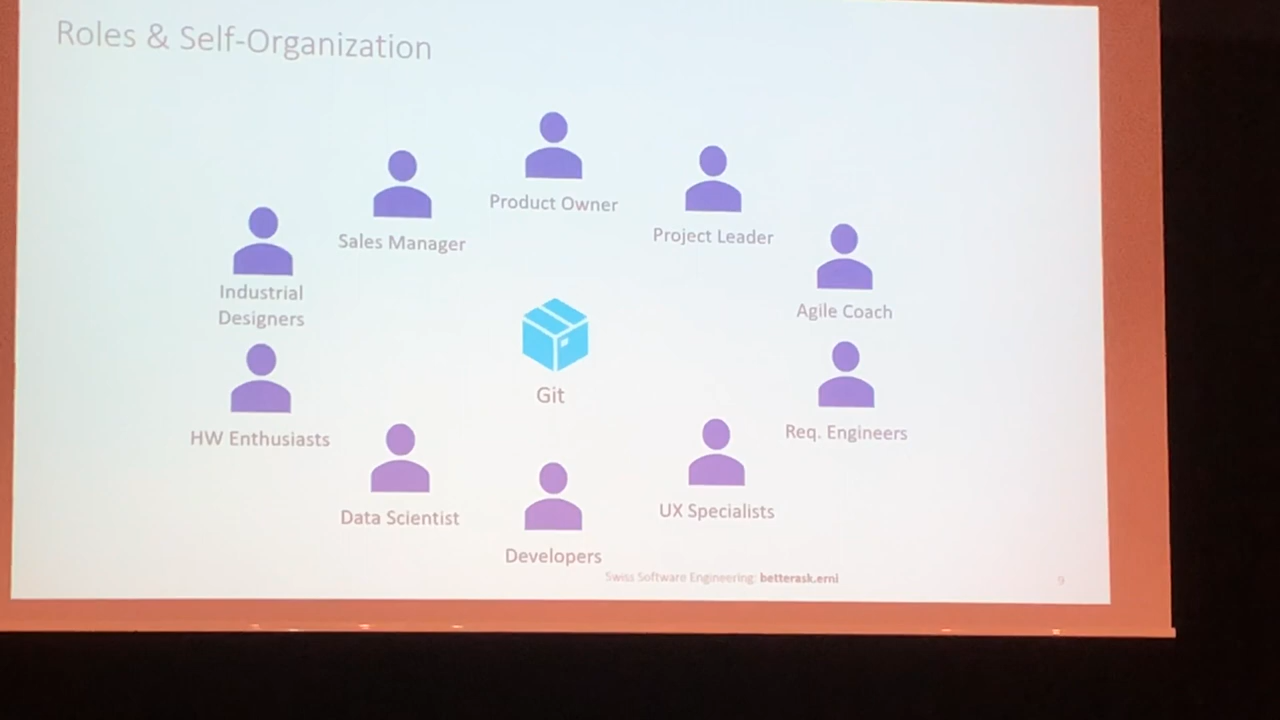 Roles & Self-Organization
Product Owner
Sales Manager
Project Leader
Industrial
Designers
Agile Coach
Git
HW Enthusiasts
Req. Engineers
Data Scientist
UX Specialists
Developers
Swiss Software Engineering: betterask.erni
9